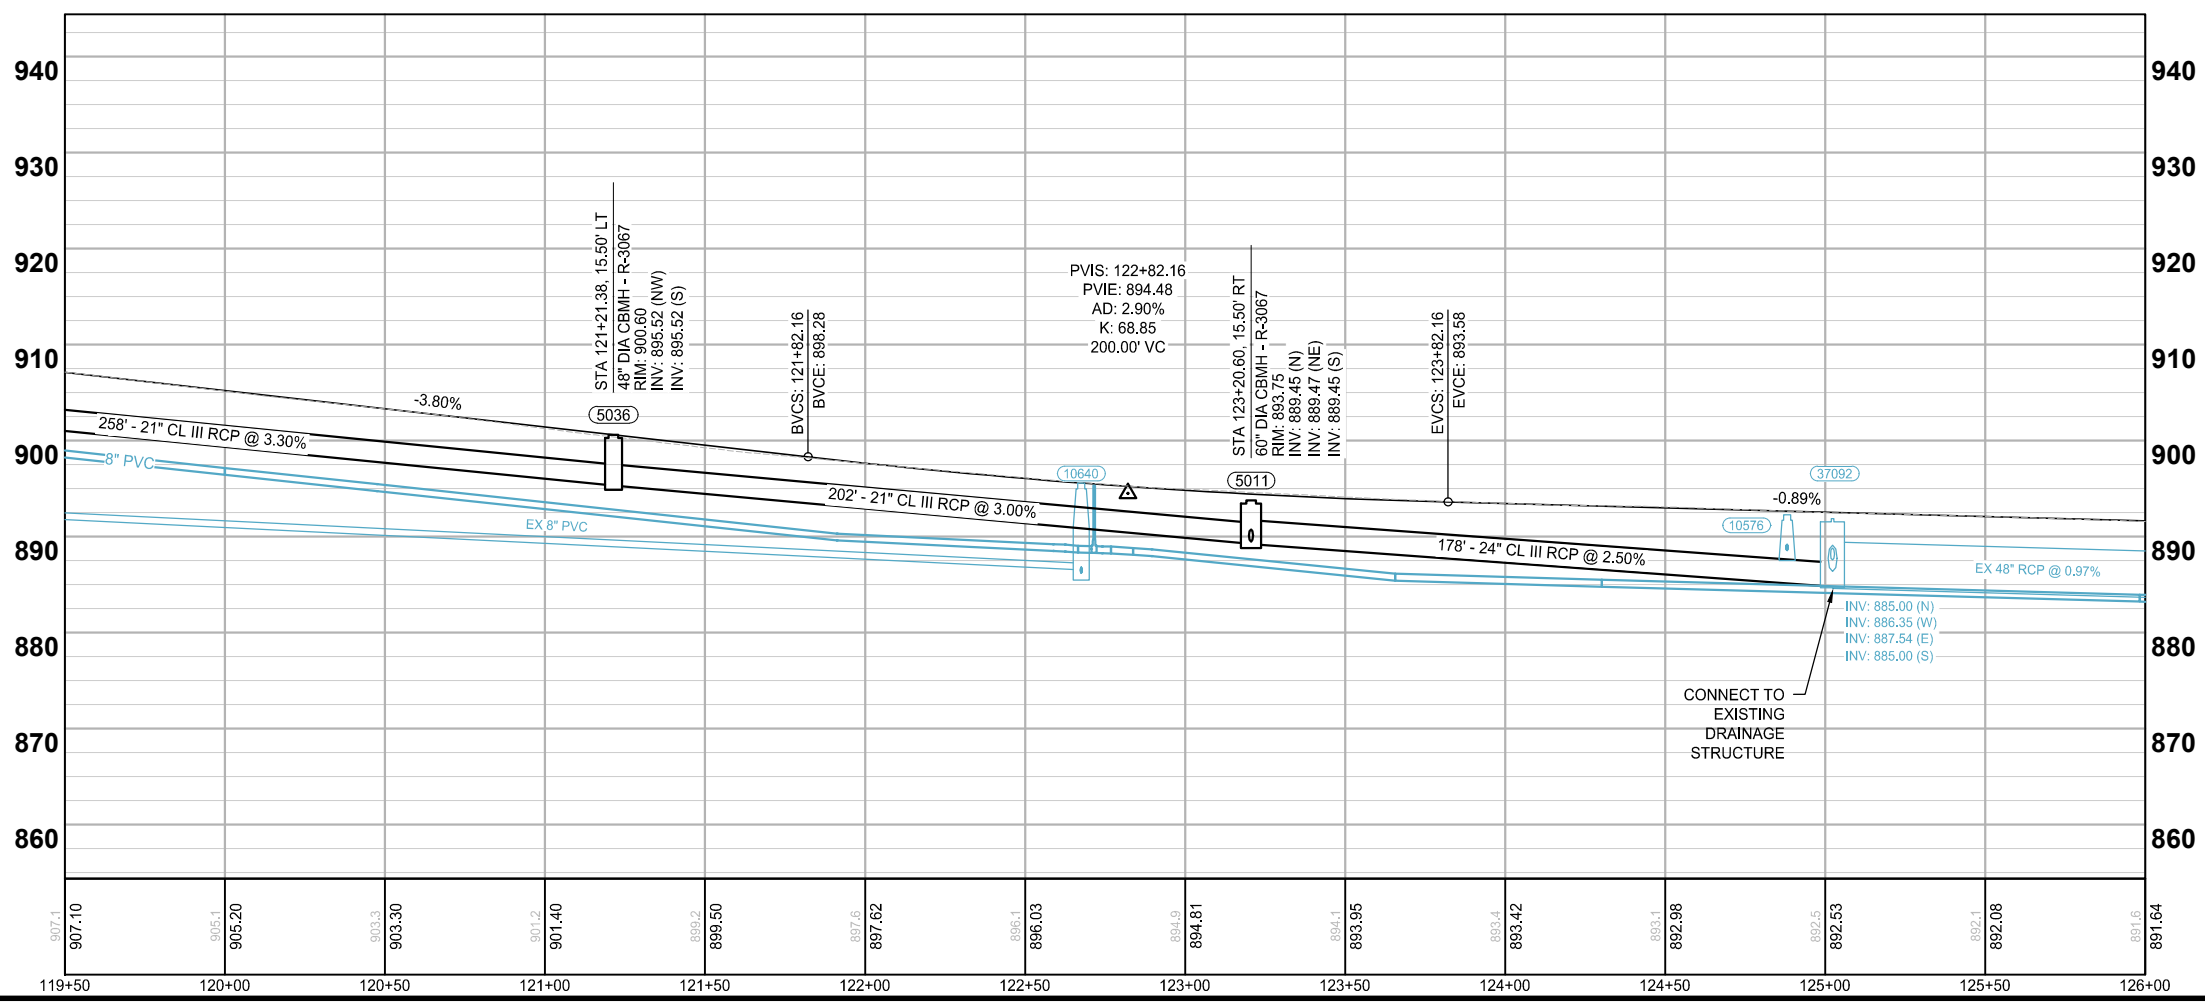 940
940
930
930
920
920
910
910
900
900
890
890
880
880
870
870
860
860
STA 121+21.38, 15.50' LT
48" DIA CBMH - R-3067
RIM: 900.60
INV: 895.52 (NW)
INV: 895.52 (S)
5036
-3.80%
258' - 21" CL III RCP @ 3.30%
8" PVC
EX 8" PVC
BVCS: 121+82.16
BVCE: 898.28
202' - 21" CL III RCP @ 3.00%
PVIS: 122+82.16
PVIE: 894.48
AD: 2.90%
K: 68.85
200.00' VC
10640
STA 123+20.60, 15.50' RT
60" DIA CBMH - R-3067
RIM: 893.75
INV: 889.45 (N)
INV: 889.47 (NE)
INV: 889.45 (S)
5011
EVCS: 123+82.16
EVCE: 893.58
178' - 24" CL III RCP @ 2.50%
-0.89%
10576
37092
EX 48" RCP @ 0.97%
INV: 885.00 (N)
INV: 886.35 (W)
INV: 887.54 (E)
INV: 885.00 (S)
CONNECT TO
EXISTING
DRAINAGE
STRUCTURE
907.1
907.10
905.1
905.20
903.3
903.30
901.2
901.40
899.2
899.50
897.6
897.62
896.1
896.03
894.9
894.81
894.1
893.95
893.4
893.42
893.1
892.98
892.5
892.53
892.1
892.08
891.6
891.64
119+50
120+00
120+50
121+00
121+50
122+00
122+50
123+00
123+50
124+00
124+50
125+00
125+50
126+00